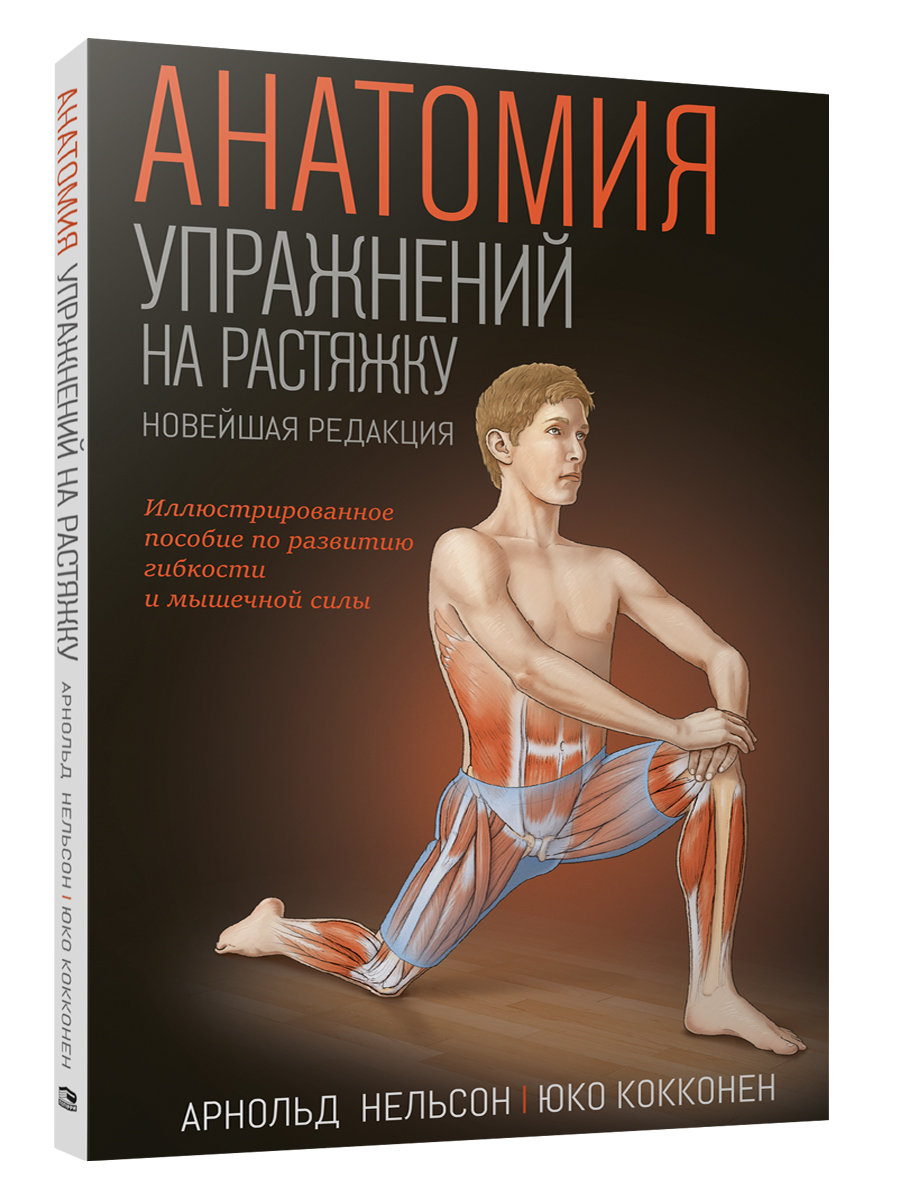 АНАТОМИЯ
УПРАЖНЕНИЙ
НА РАСТЯЖКУ
НОВЕЙШАЯ РЕДАКЦИЯ
Иллюстрированное
пособие по развитию
гибкости
и мышечной силы
АРНОЛЬД НЕЛЬСОН | ЮКО КОККОНЕН
АНАТОМИЯ УПРАЖНЕНИЙ НА РАСТЯЖКУ
АРНОЛЬД НЕЛЬСОН | ЮКО КОККОНЕН